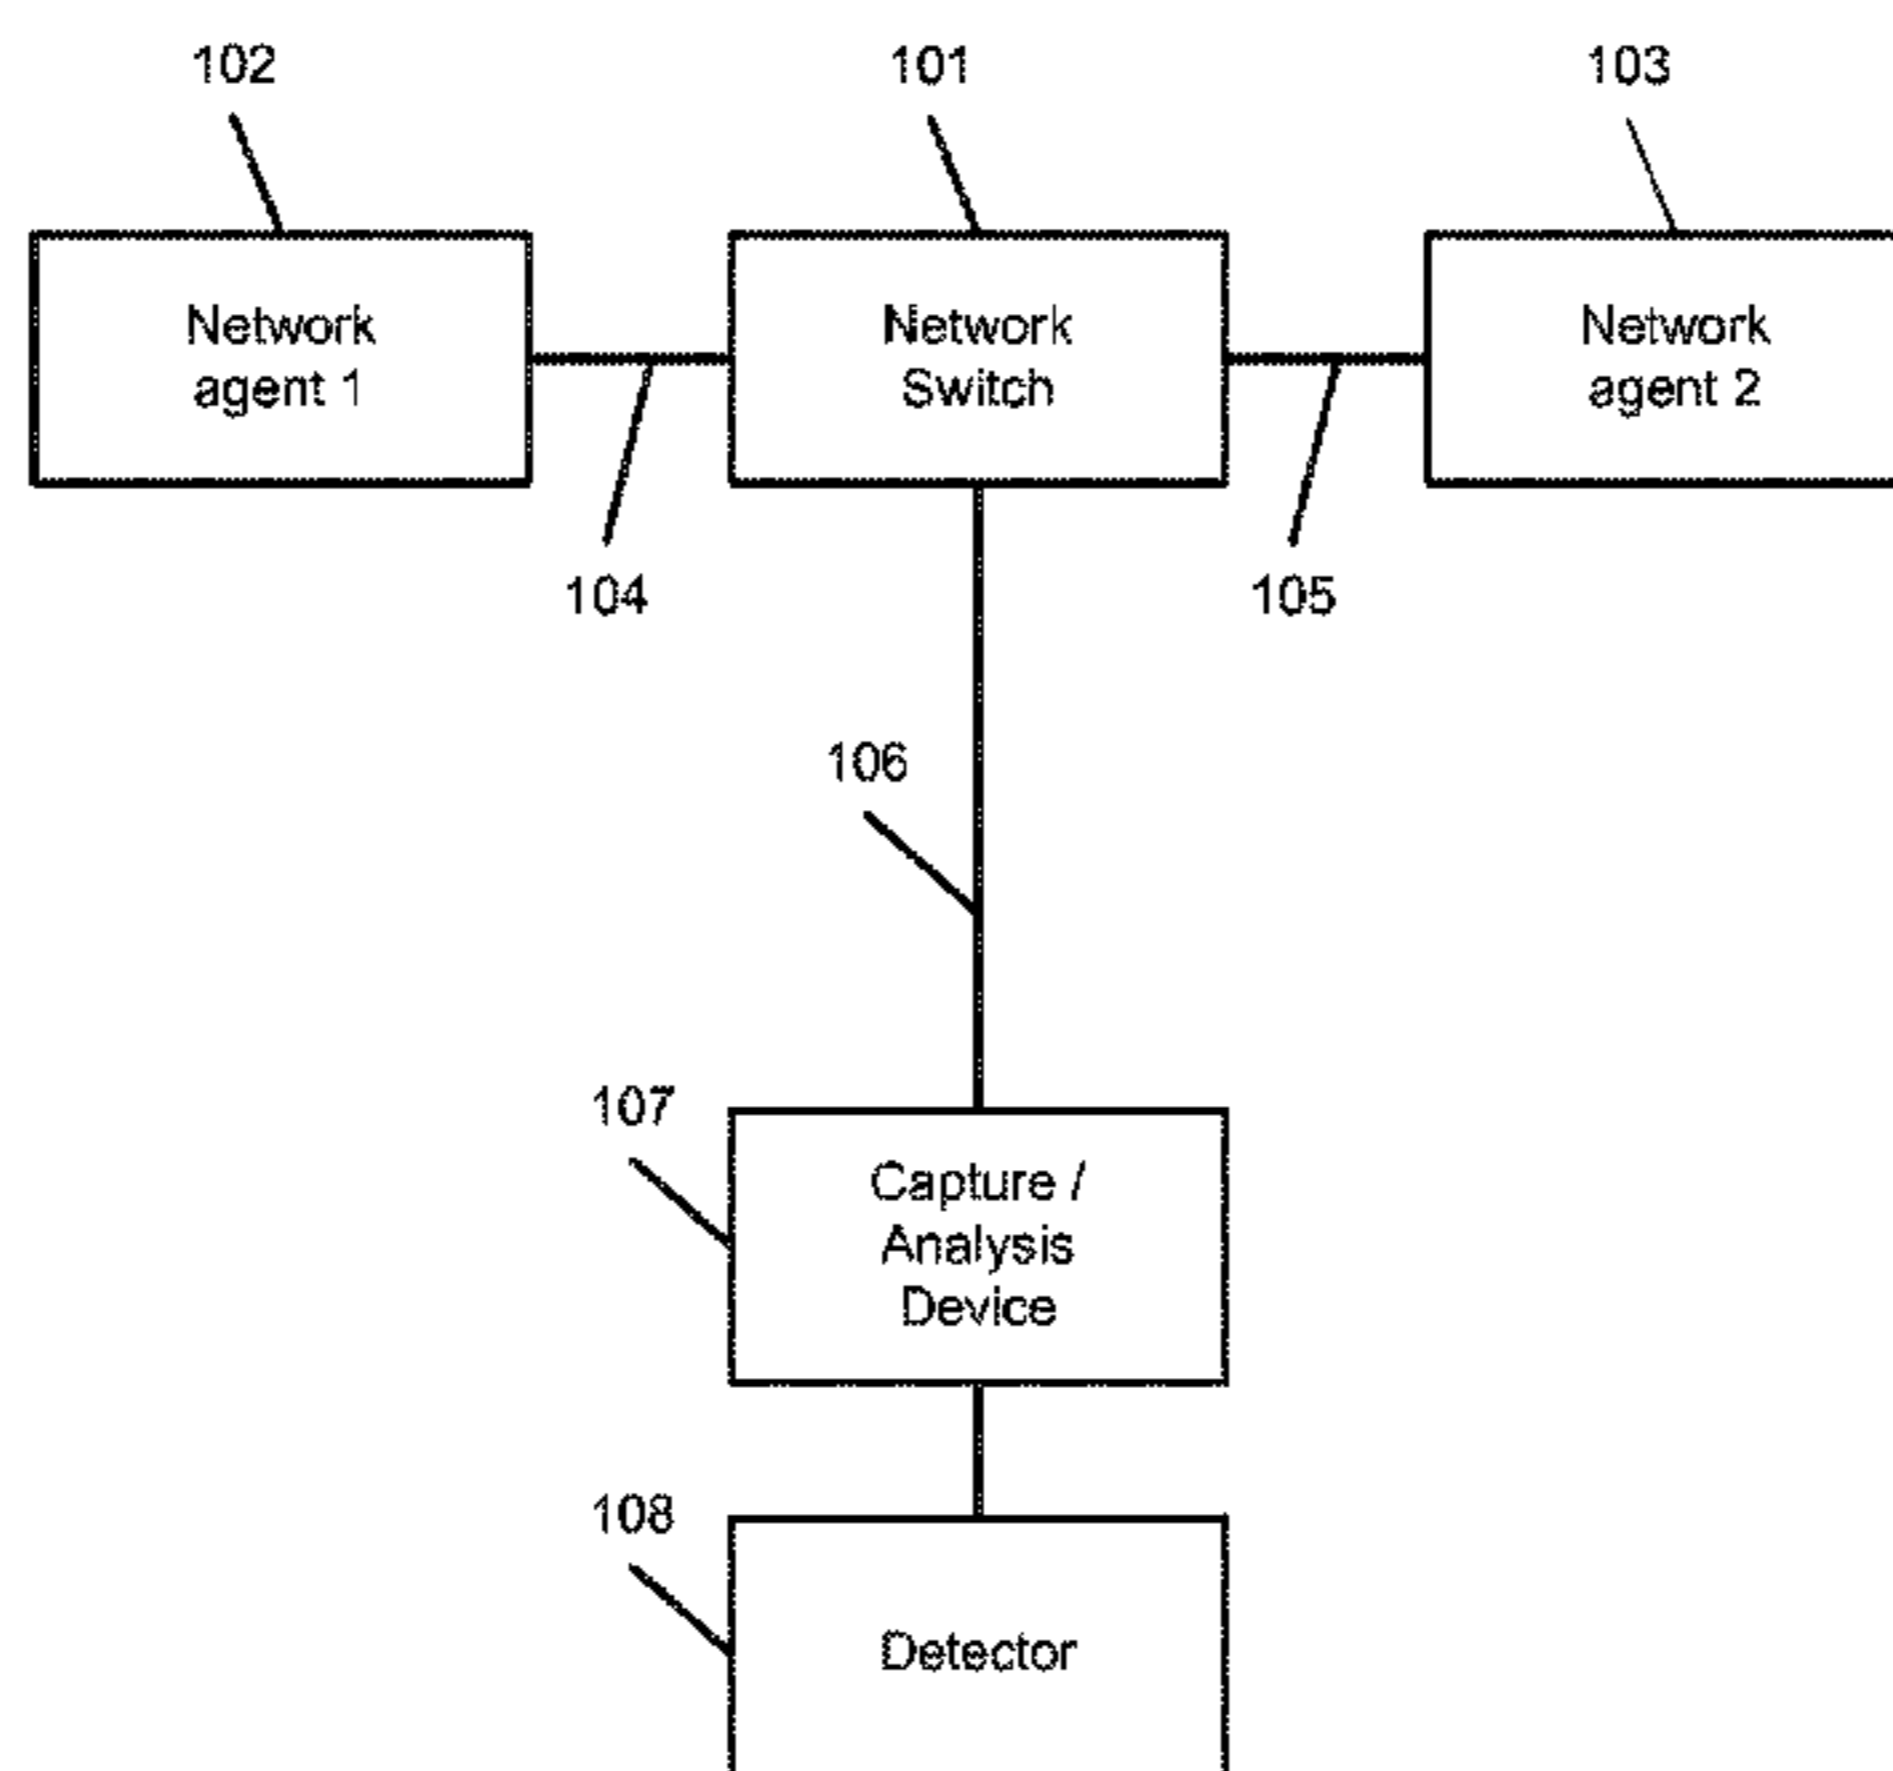 102
101
103
Network
agent 1
Network
Switch
Network
agent 2
104
105
106
107
Capture /
Analysis
Device
108
Detector